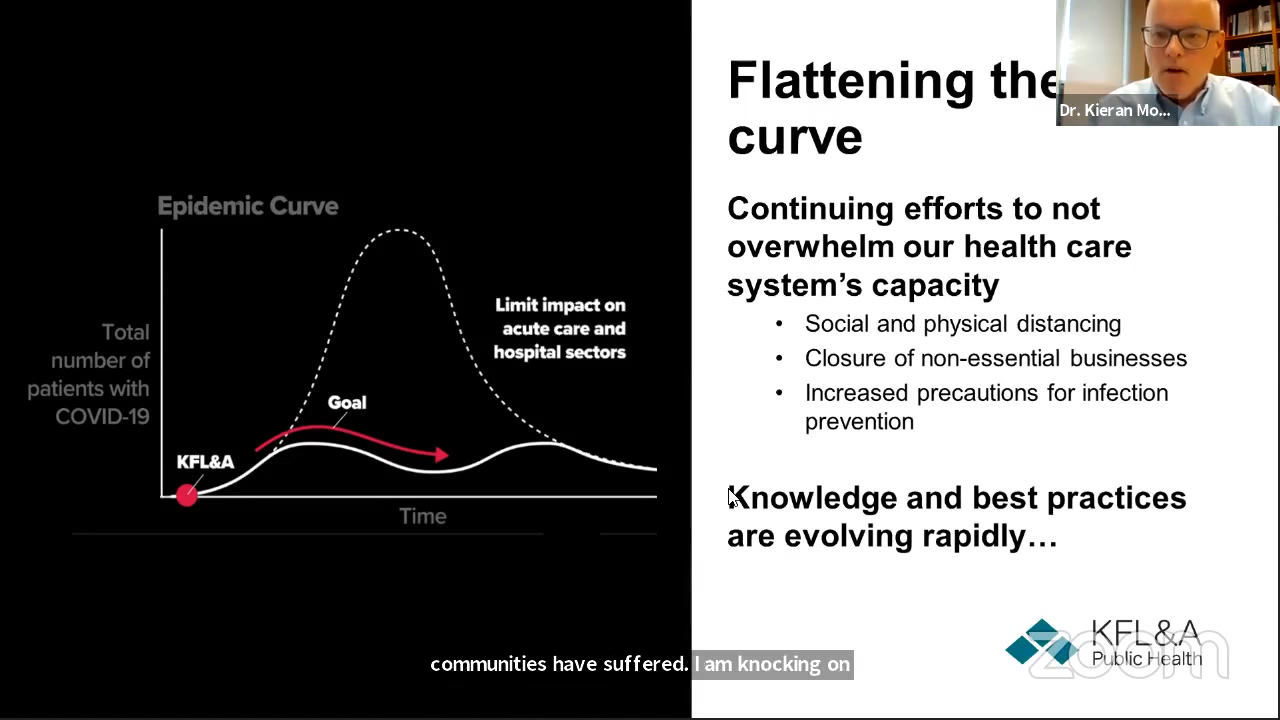 Flattening the
curve
Dr. Kieran Mo...
Continuing efforts to not
overwhelm our health care
system's capacity
• Social and physical distancing
• Closure of non-essential businesses
• Increased precautions for infection
prevention
Knowledge and best practices
are evolving rapidly…
Epidemic Curve
Total
number of
patients with
COVID-19
Limit impact on
acute care and
hospital sectors
Goal
KFL&A
Time
KFL&A
Public Health
zoom
communities have suffered. I am knocking on